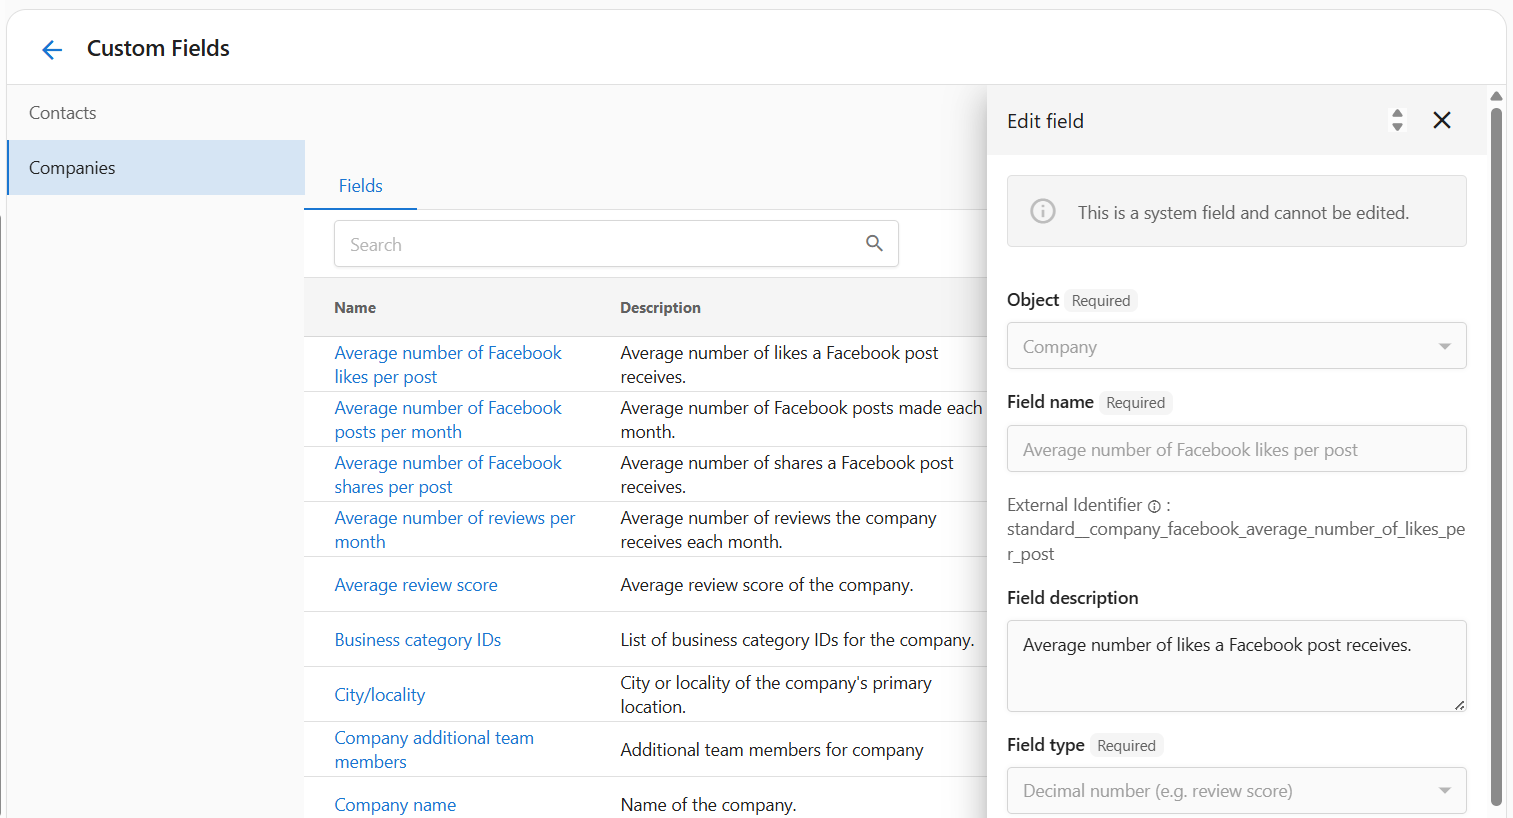 Custom Fields
Contacts
Companies
Fields
Search
Name Description
Average number of Facebook
likes per post
Average number of likes a Facebook post
receives.
Average number of Facebook
posts per month
Average number of Facebook posts made each
month.
Average number of Facebook
shares per post
Average number of shares a Facebook post
receives.
Average number of reviews per
month
Average number of reviews the company
receives each month.
Average review score
Average review score of the company.
Business category IDs
List of business category IDs for the company.
City/locality
City or locality of the company's primary
location.
Company additional team
members
Additional team members for company
Company name
Name of the company.
Edit field
This is a system field and cannot be edited.
Object Required
Company
Field name Required
Average number of Facebook likes per post
External Identifier :
standard__company_facebook_average_number_of_likes_pe
r_post
Field description
Average number of likes a Facebook post receives.
Field type Required
Decimal number (e.g. review score)